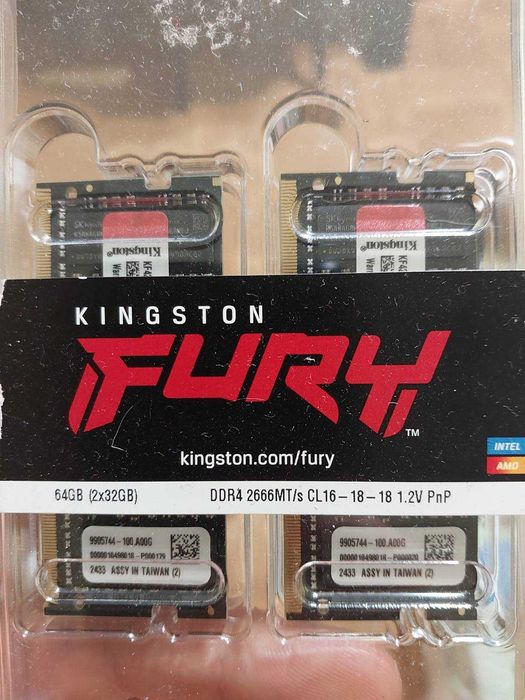 Kingston
Kingston
KINGSTON
FURY
TM
kingston.com/fury
INTEL
AMD
64GB (2x32GB)
DDR4 2666MT/s CL16-18-18 1.2V PnP
9905744-100.A00G
9905744-100.A00G
2433 ASSY IN TAIWAN (2)
2433 ASSY IN TAIWAN (2)